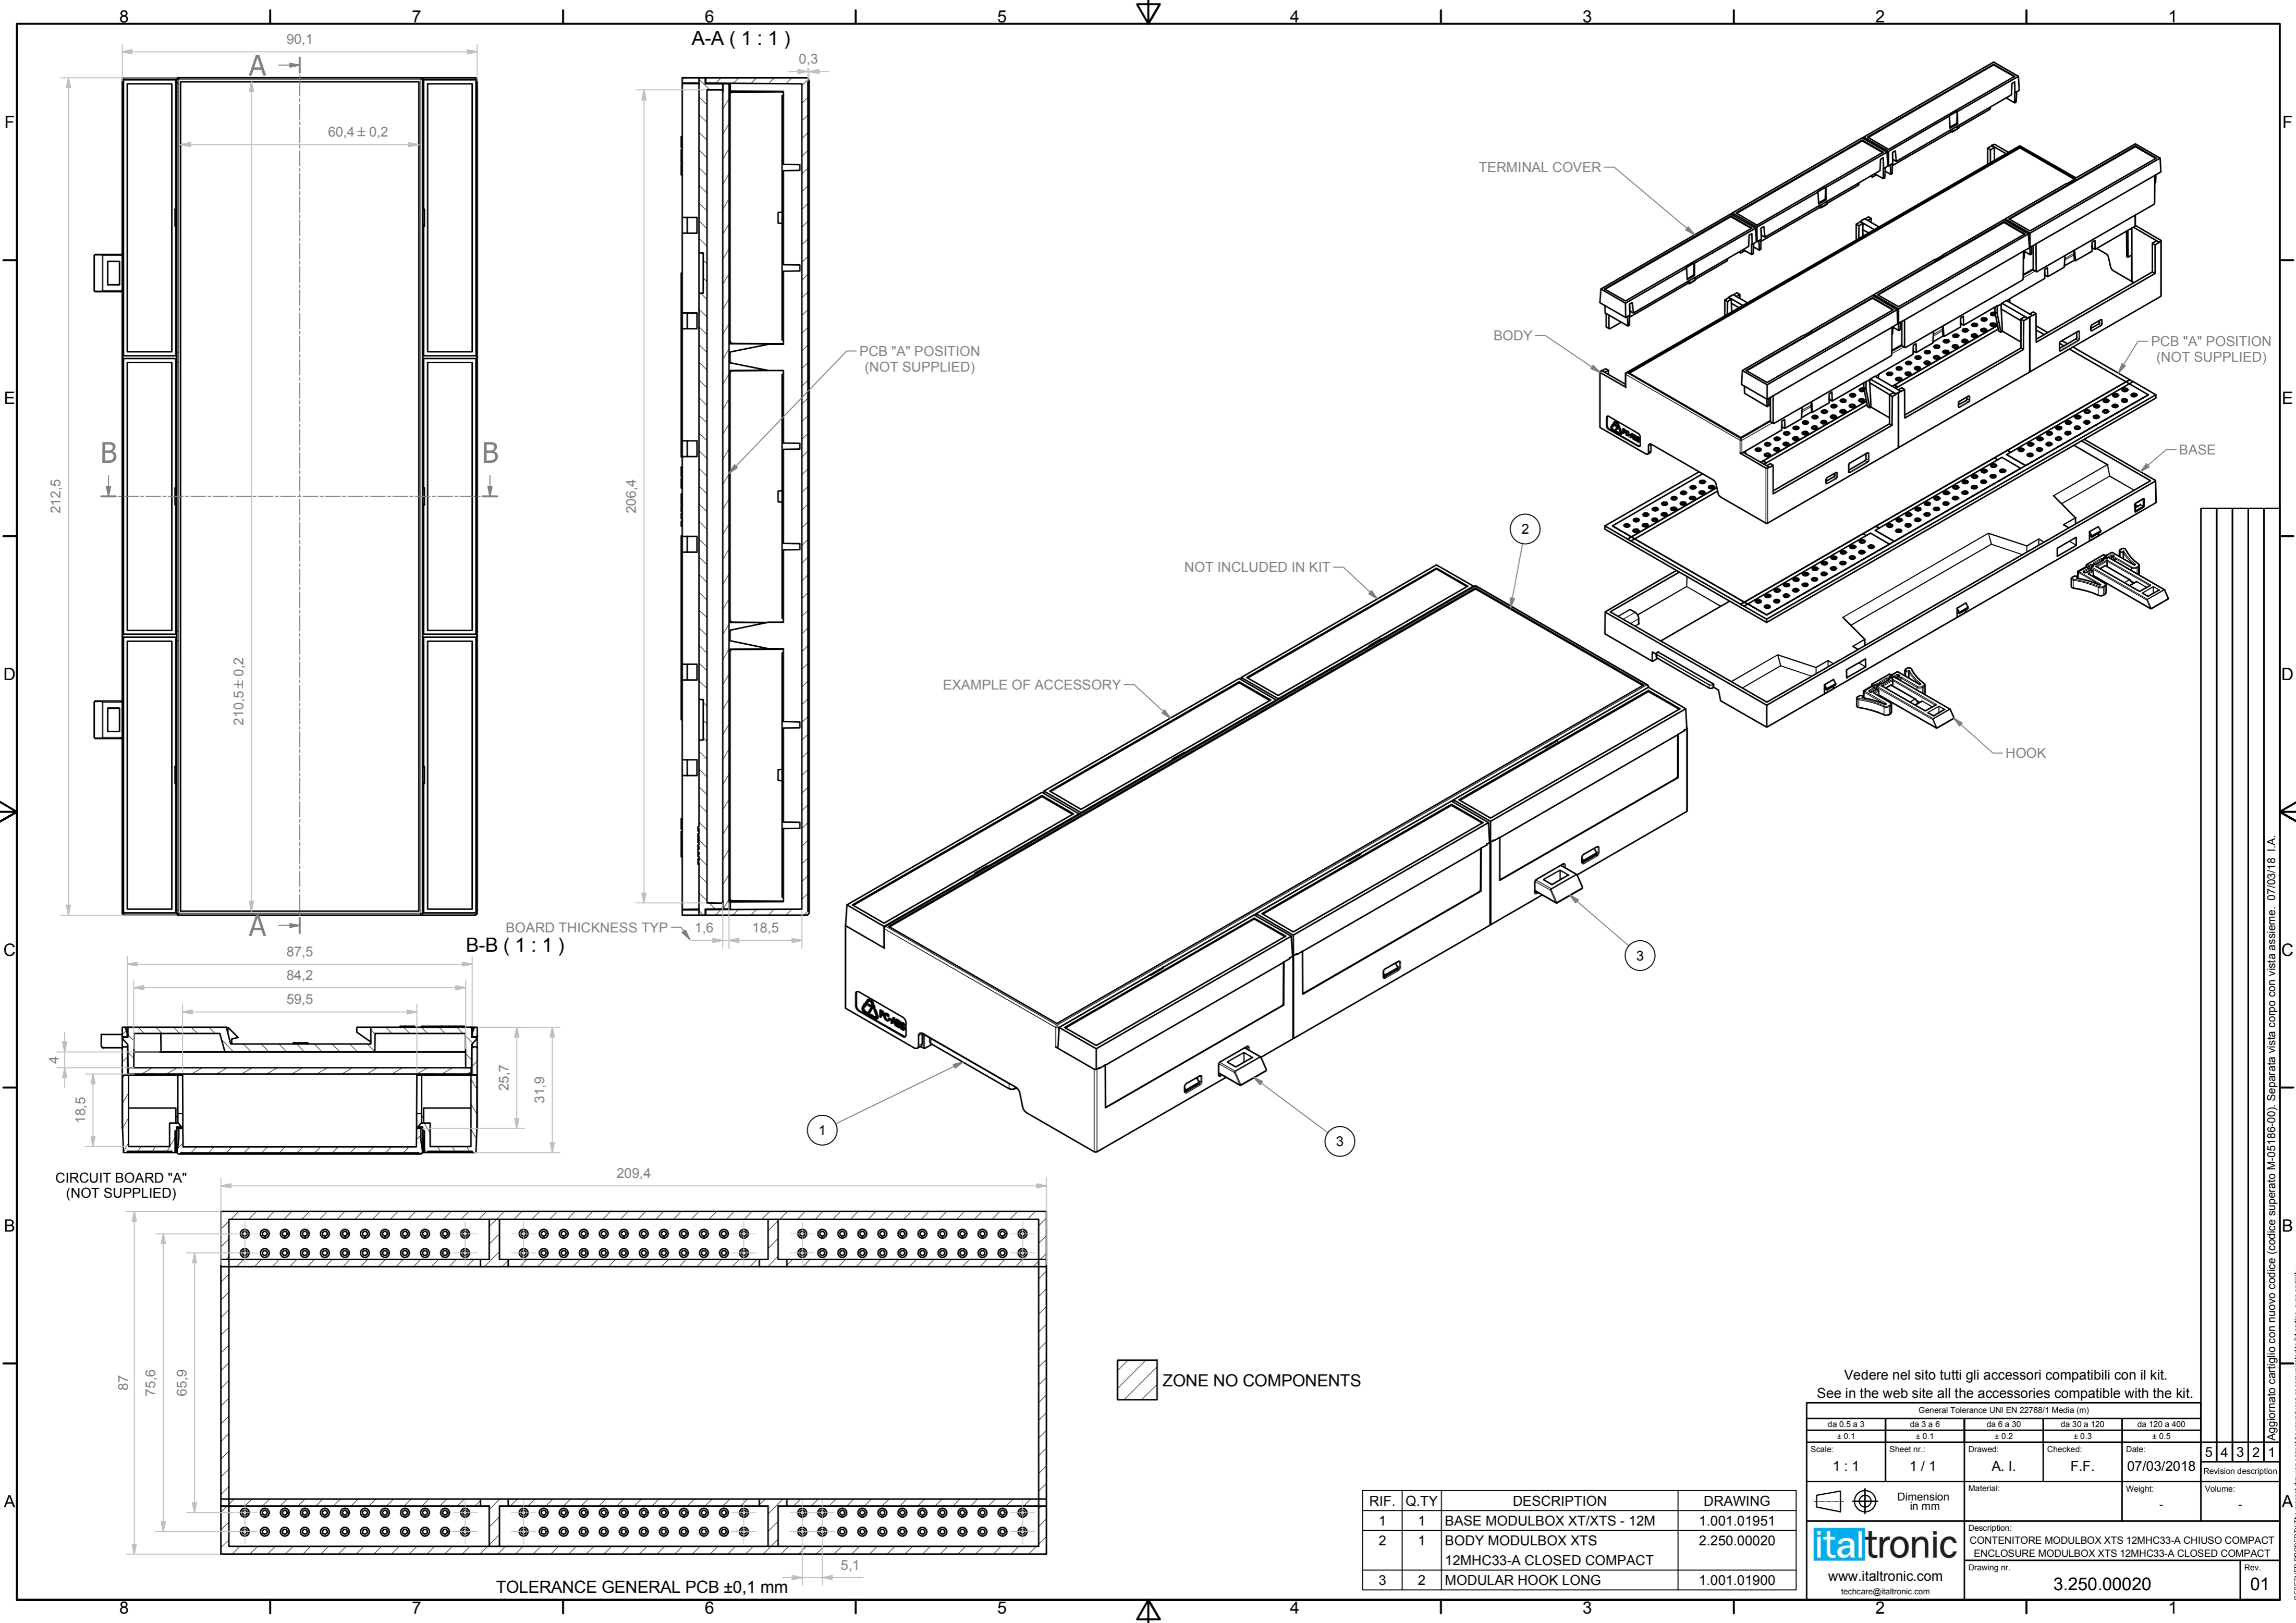 8 7 6 5 4 3 2 1
F
E
D
C
B
A
90,1
A
60,4 ± 0,2
212,5
210,5 ± 0,2
B
B
A
A-A ( 1 : 1 )
0,3
206,4
PCB "A" POSITION
(NOT SUPPLIED)
BOARD THICKNESS TYP
1,6
18,5
B-B ( 1 : 1 )
87,5
84,2
59,5
4
18,5
25,7
31,9
TERMINAL COVER
BODY
PCB "A" POSITION
(NOT SUPPLIED)
BASE
HOOK
NOT INCLUDED IN KIT
EXAMPLE OF ACCESSORY
2
3
3
1
CIRCUIT BOARD "A"
(NOT SUPPLIED)
209,4
87
75,6
65,9
5,1
TOLERANCE GENERAL PCB ±0,1 mm
ZONE NO COMPONENTS
RIF. Q.TY DESCRIPTION DRAWING
1 1 BASE MODULBOX XT/XTS - 12M 1.001.01951
2 1 BODY MODULBOX XTS 2.250.00020
12MHC33-A CLOSED COMPACT
3 2 MODULAR HOOK LONG 1.001.01900
Vedere nel sito tutti gli accessori compatibili con il kit.
See in the web site all the accessories compatible with the kit.
General Tolerance UNI EN 22768/1 Media (m)
da 0.5 a 3 da 3 a 6 da 6 a 30 da 30 a 120 da 120 a 400
± 0.1 ± 0.1 ± 0.2 ± 0.3 ± 0.5
Scale: Sheet nr.: Drawed: Checked: Date:
1 : 1 1 / 1 A. I. F.F. 07/03/2018
5 4 3 2 1
Revision description
Aggiornato cartiglio con nuovo codice (codice superato M-05186-00). Separata vista corpo con vista assieme. 07/03/18 I.A.
Dimension
in mm
Material: Weight: Volume:
- -
italtronic
www.italtronic.com
techcare@italtronic.com
Description:
CONTENITORE MODULBOX XTS 12MHC33-A CHIUSO COMPACT
ENCLOSURE MODULBOX XTS 12MHC33-A CLOSED COMPACT
Drawing nr.
3.250.00020
Rev.
01
F
E
D
C
B
A
8 7 6 5 4 3 2 1